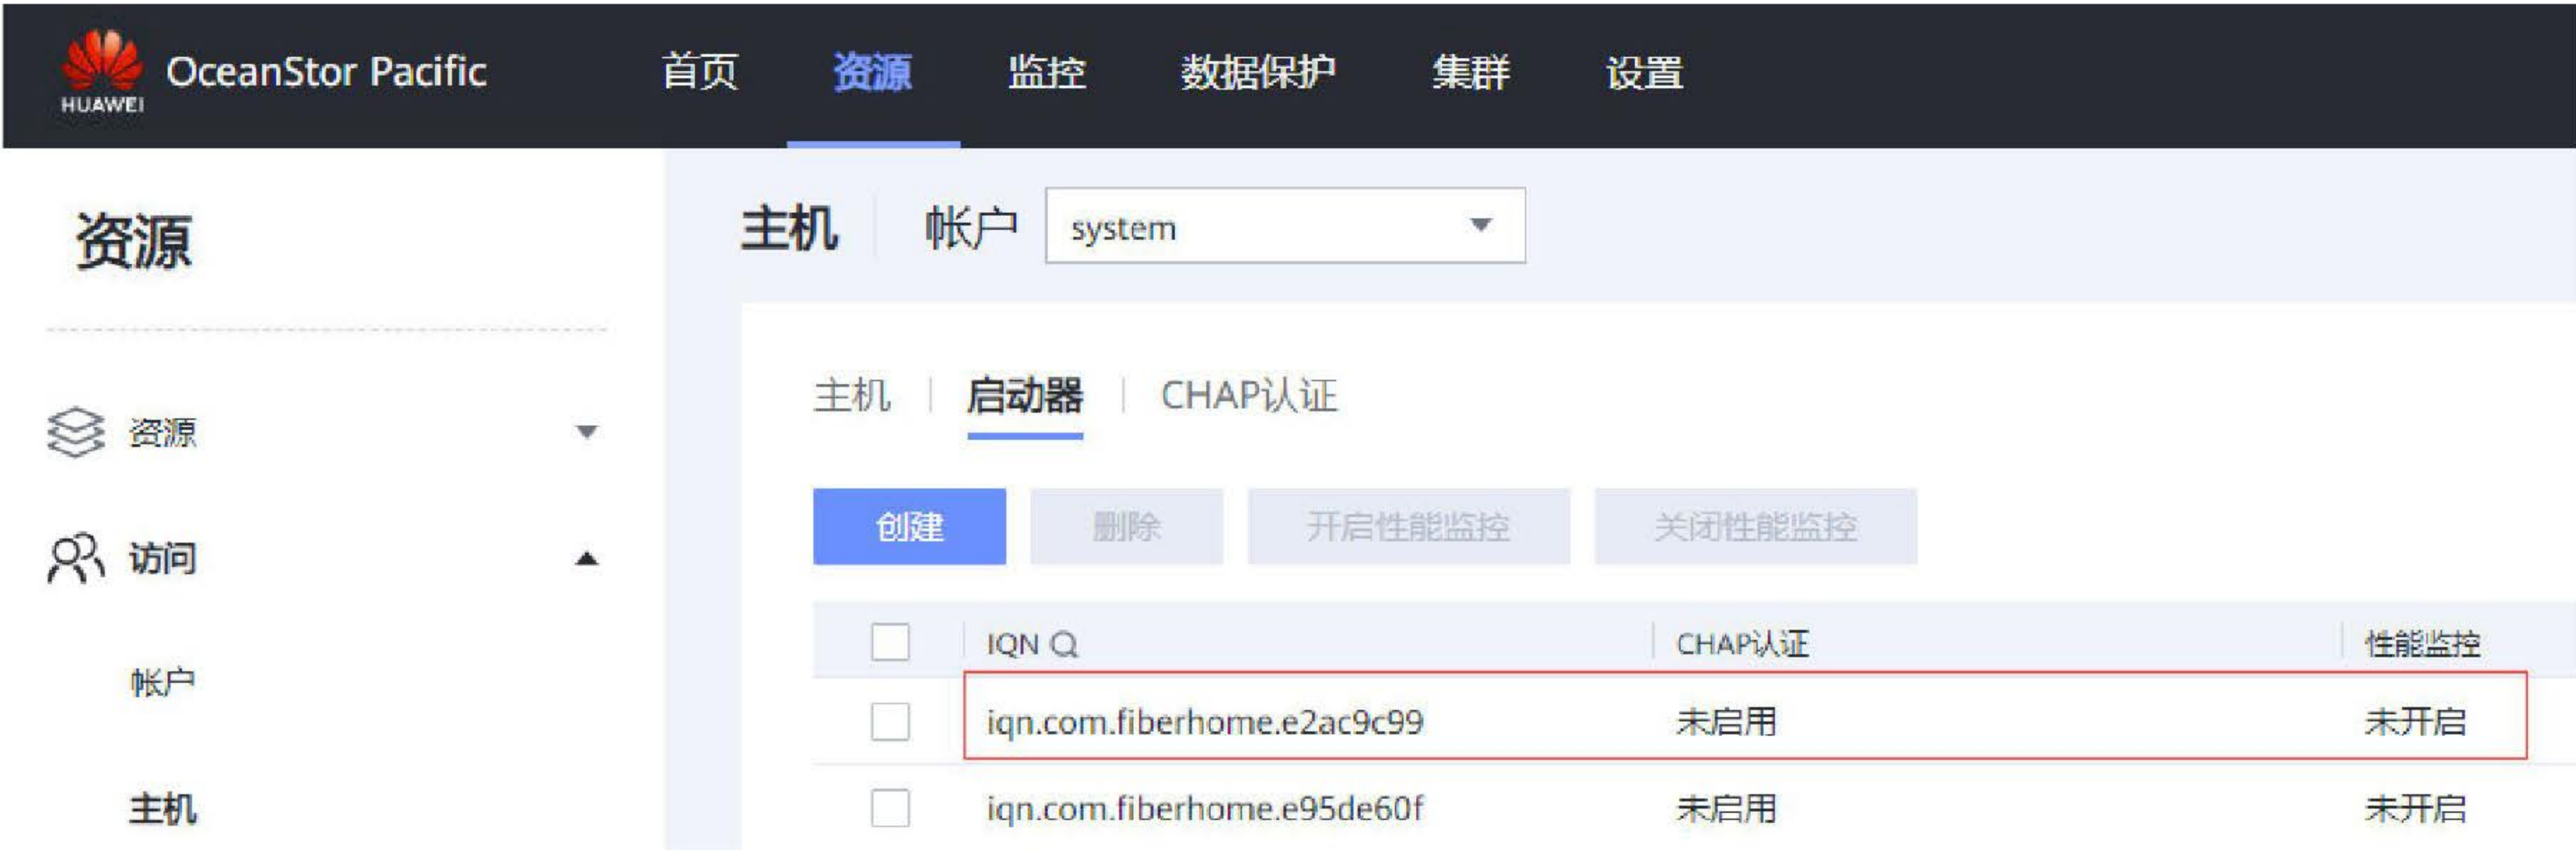 HUAWEI OceanStor Pacific 首页 资源 监控 数据保护 集群 设置
资源
主机 帐户 system
主机 启动器 CHAP认证
资源
创建 删除 开启性能监控 关闭性能监控
访问
IQN CHAP认证 性能监控
帐户
iqn.com.fiberhome.e2ac9c99 未启用 未开启
主机
iqn.com.fiberhome.e95de60f 未启用 未开启